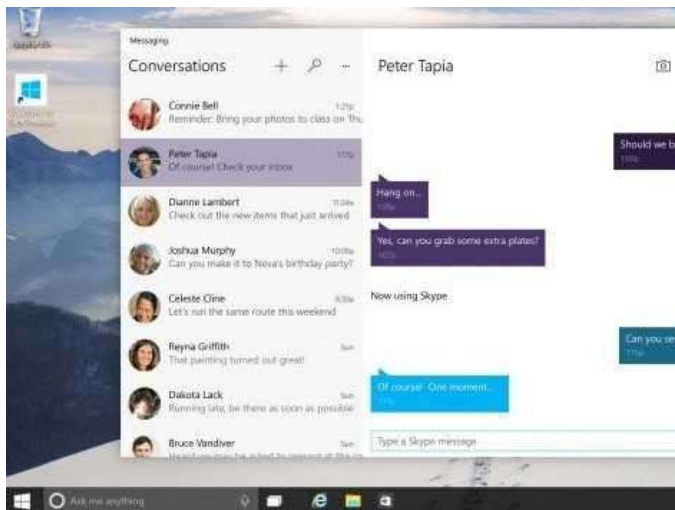 Messaging
Conversations
Connie Bell
Reminder: Bring your photos to class on Thu
Peter Tapia
Of course! Check your inbox
Dianne Lambert
Check out the new items that just arrived
Joshua Murphy
Can you make it to Nova's birthday party?
Celeste Cline
Let's run the same route this weekend
Reyna Griffith
Sun
That painting turned out great!
Dakota Lack
Sun
Running late, be there as soon as possible
Bruce Vandiver
Sun
Peter Tapia
Should we b
Hang on...
Yes, can you grab some extra plates?
Now using Skype
Can you se
Of course! One moment...
Type a Skype message
Ask me anything